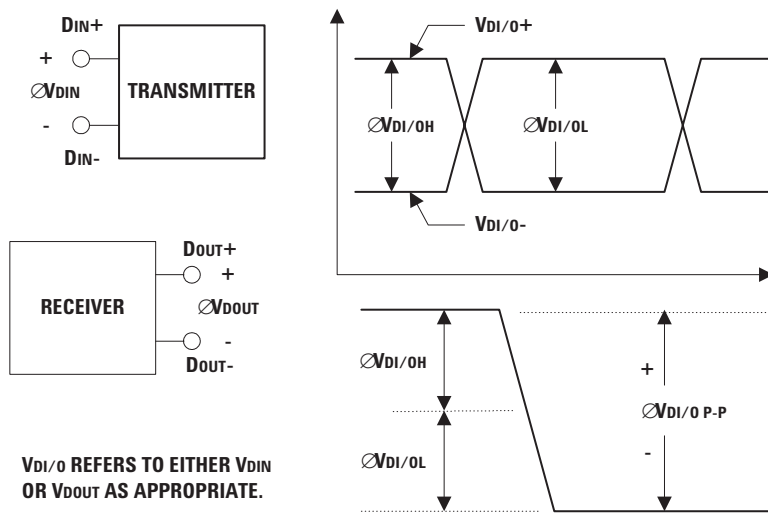 DIN+
+
∅VDIN
-
DIN-
TRANSMITTER
DOUT+
+
∅VDOUT
-
DOUT-
RECEIVER
VDI/O REFERS TO EITHER VDIN
OR VDOUT AS APPROPRIATE.
VDI/O+
∅VDI/OH
∅VDI/OL
VDI/O-
∅VDI/OH
∅VDI/OL
+
∅VDI/O P-P
-